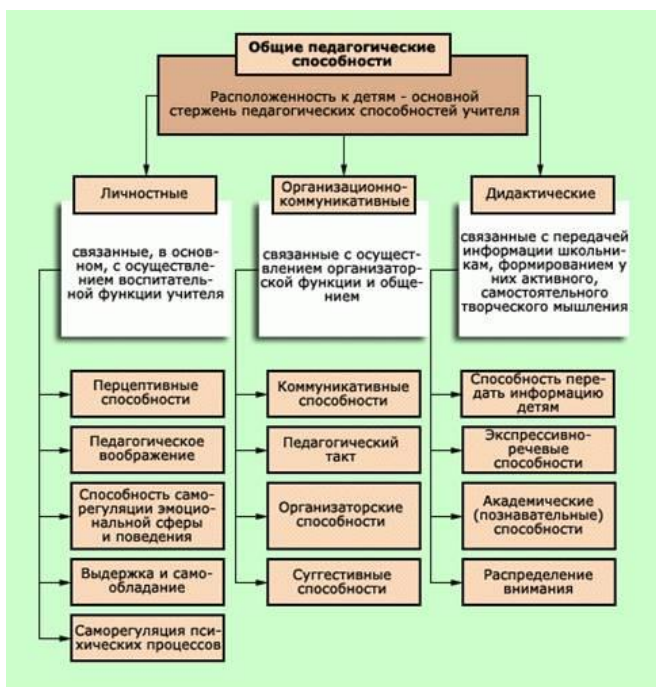 Общие педагогические
способности
Расположенность к детям - основной
стержень педагогических способностей учителя
Личностные
связанные, в основ-
ном, с осуществле-
нием воспитатель-
ной функции учителя
Перцептивные
способности
Педагогическое
воображение
Способность само-
регуляции эмоци-
ональной сферы
и поведения
Выдержка и само-
обладание
Саморегуляция пси-
хических процессов
Организационно-
коммуникативные
связанные с осущес-
твлением организатор-
ской функции и обще-
нием
Коммуникативные
способности
Педагогический
такт
Организаторские
способности
Суггестивные
способности
Дидактические
связанные с передачей
информации школьни-
кам, формированием у
них активного,
самостоятельного
творческого мышления
Способность пере-
дать информацию
детям
Экспрессивно-
речевые
способности
Академические
(познавательные)
способности
Распределение
внимания